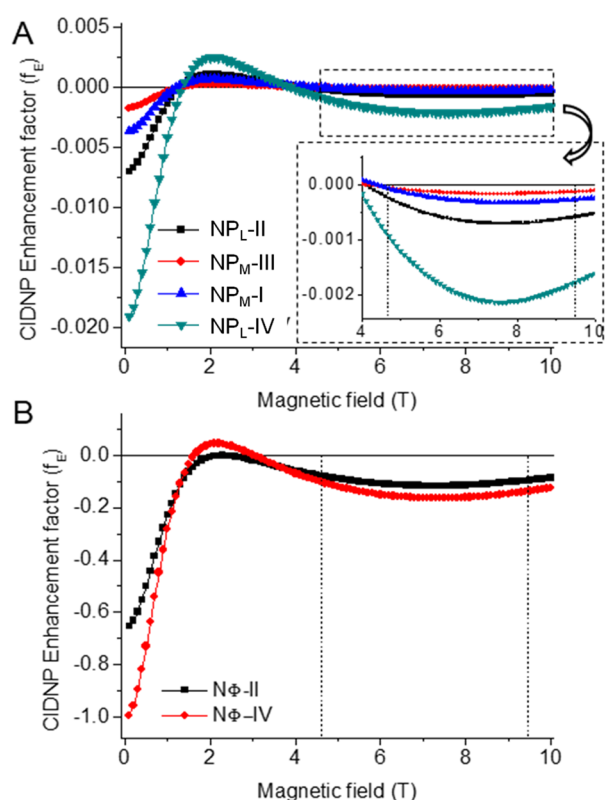 A
CIDNP Enhancement factor (fE)
0.005
0.000
-0.005
-0.010
-0.015
-0.020
NPL-II
NPM-III
NPM-I
NPL-IV
0.000
-0.001
-0.002
4 6 8 10
0 2 4 6 8 10
Magnetic field (T)
B
CIDNP Enhancement factor (fE)
0.0
-0.2
-0.4
-0.6
-0.8
-1.0
NΦ-II
NΦ–IV
0 2 4 6 8 10
Magnetic field (T)